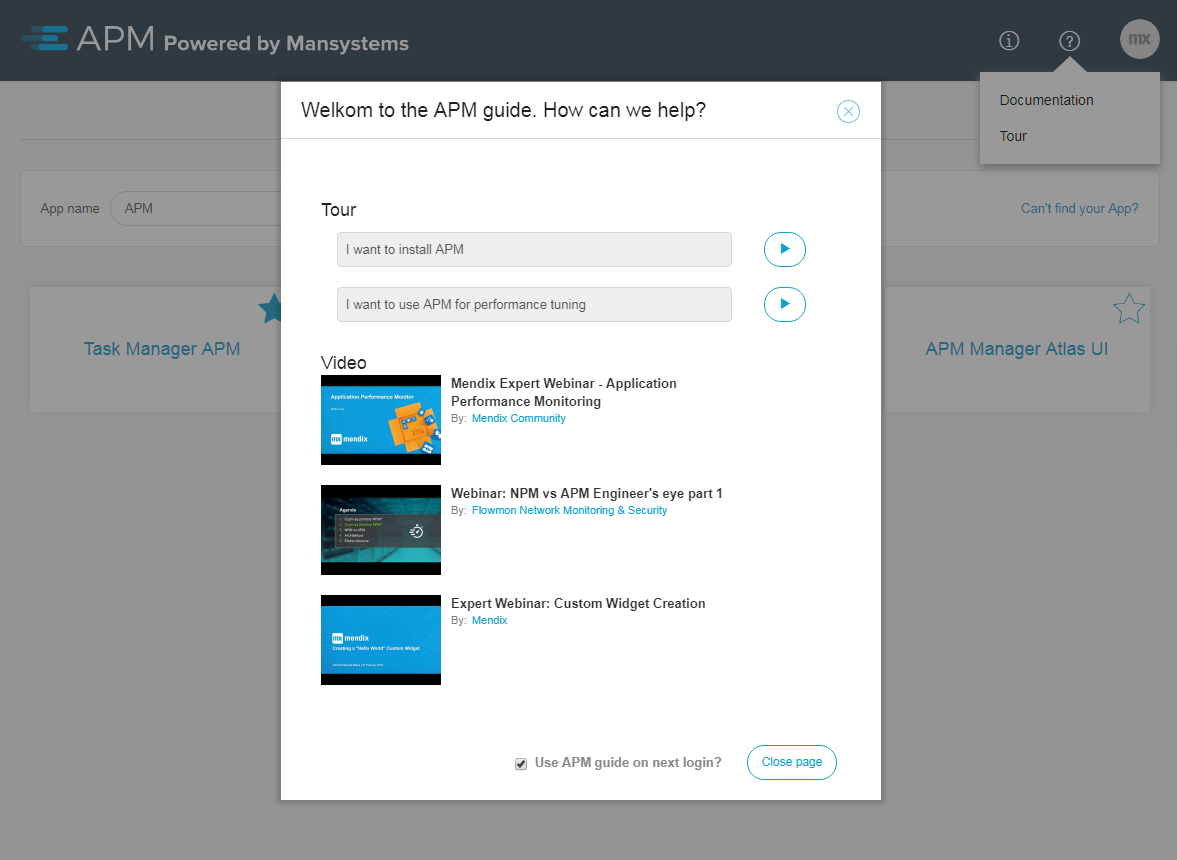 APM Powered by Mansystems
mx
Documentation
Tour
Welkom to the APM guide. How can we help?
App name
APM
Can't find your App?
Task Manager APM
APM Manager Atlas UI
Tour
I want to install APM
I want to use APM for performance tuning
Video
Application Performance Monitor
mx mendix
Mendix Expert Webinar - Application
Performance Monitoring
By: Mendix Community
Agenda
Webinar: NPM vs APM Engineer's eye part 1
By: Flowmon Network Monitoring & Security
mx mendix
Creating a "Hello World" Custom Widget
Expert Webinar: Custom Widget Creation
By: Mendix
Use APM guide on next login?
Close page